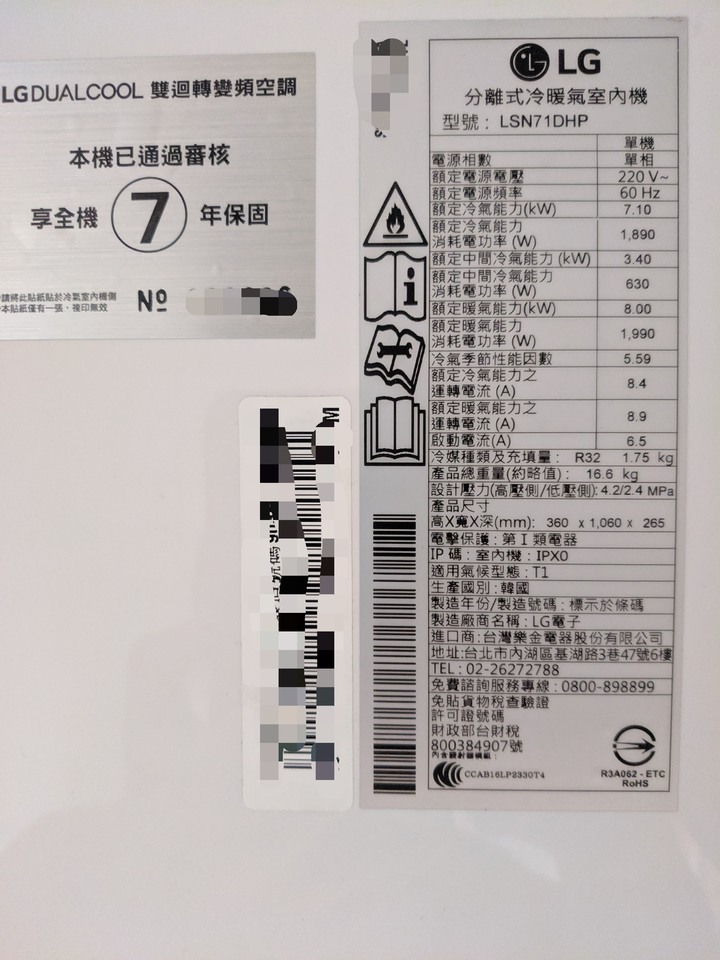 LG DUALCOOL 雙迴轉變頻空調
本機已通過審核
享全機 7 年保固
請將此貼紙貼於冷氣室內機側
本貼紙僅有一張，複印無效
Nº
LG
分離式冷暖氣室內機
型號：LSN71DHP
單機
電源相數 單相
額定電源電壓 220 V~
額定電源頻率 60 Hz
額定冷氣能力(kW) 7.10
額定冷氣能力
消耗電功率 (W) 1,890
額定中間冷氣能力 (kW) 3.40
額定中間冷氣能力
消耗電功率 (W) 630
額定暖氣能力(kW) 8.00
額定暖氣能力
消耗電功率 (W) 1,990
冷氣季節性能因數 5.59
額定冷氣能力之
運轉電流 (A) 8.4
額定暖氣能力之
運轉電流 (A) 8.9
啟動電流(A) 6.5
冷媒種類及充填量： R32 1.75 kg
產品總重量(約略值)： 16.6 kg
設計壓力(高壓側/低壓側): 4.2/2.4 MPa
產品尺寸
高X寬X深(mm): 360 x 1,060 x 265
電擊保護：第 I 類電器
IP 碼：室內機：IPX0
適用氣候型態：T1
生產國別：韓國
製造年份/製造號碼：標示於條碼
製造廠商名稱：LG電子
進口商:台灣樂金電器股份有限公司
地址:台北市內湖區基湖路3巷47號6樓
TEL：02-26272788
免費諮詢服務專線：0800-898899
免貼貨物稅查驗證
許可證號碼
財政部台財稅
800384907號
內含發射器模組：
CCAB16LP2330T4
R3A062 - ETC
RoHS